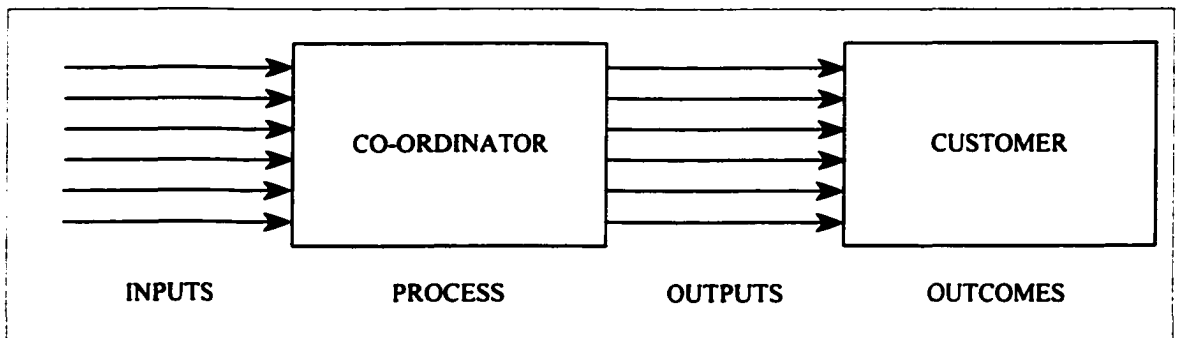 CO-ORDINATOR
CUSTOMER
INPUTS
PROCESS
OUTPUTS
OUTCOMES